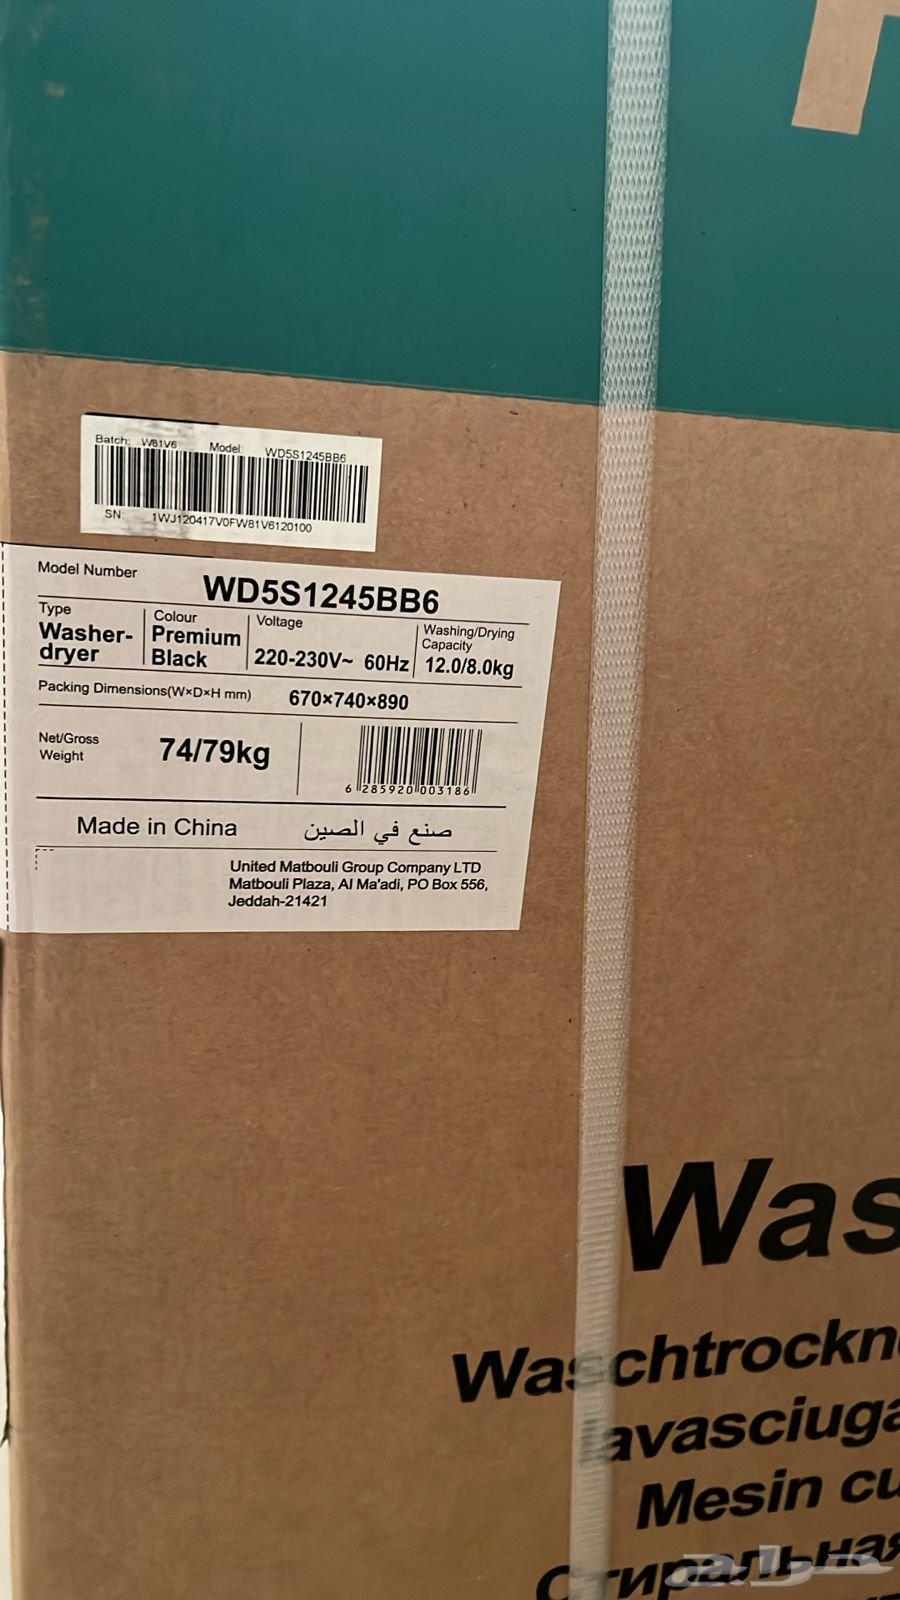 Batch: W81V6 Model: WD5S1245BB6
SN: 1WJ120417V0FW81V6120100
Model Number WD5S1245BB6
Type Washer-dryer
Colour Premium Black
Voltage 220-230V~ 60Hz
Washing/Drying Capacity 12.0/8.0kg
Packing Dimensions(W×D×H mm) 670×740×890
Net/Gross Weight 74/79kg
6 285920 003186
Made in China صنع في الصين
United Matbouli Group Company LTD
Matbouli Plaza, Al Ma'adi, PO Box 556,
Jeddah-21421
Was
Waschtrockn
lavasciuga
Mesin cu
Стиральная
حراج